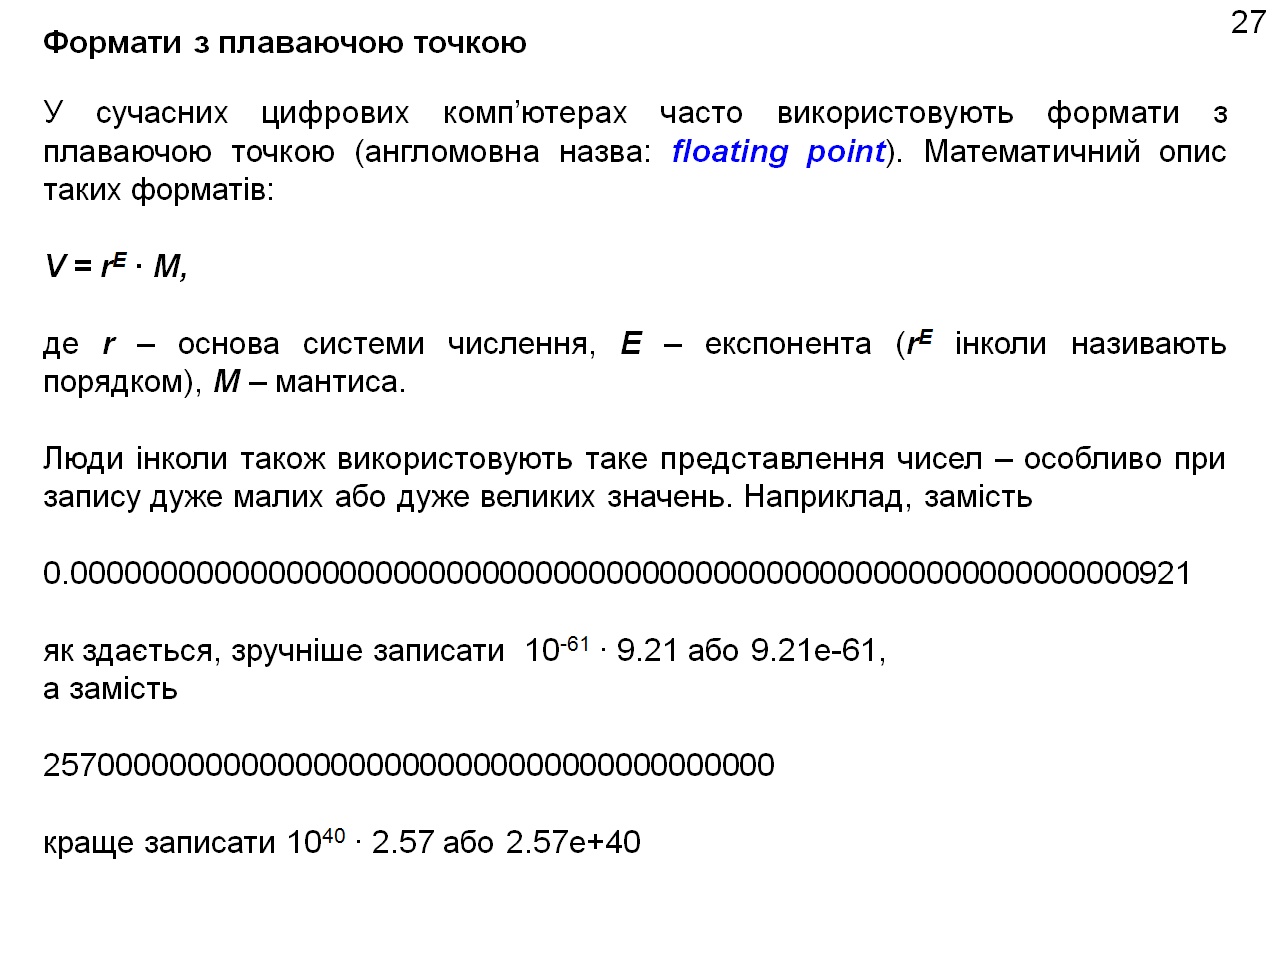 27
Формати з плаваючою точкою
У сучасних цифрових комп’ютерах часто використовують формати з
плаваючою точкою (англомовна назва: floating point). Математичний опис
таких форматів:
V = r^E · M,
де r – основа системи числення, E – експонента (r^E інколи називають
порядком), M – мантиса.
Люди інколи також використовують таке представлення чисел – особливо при
запису дуже малих або дуже великих значень. Наприклад, замість
0.000000000000000000000000000000000000000000000000000000000000921
як здається, зручніше записати 10^-61 · 9.21 або 9.21e-61,
а замість
25700000000000000000000000000000000000000
краще записати 10^40 · 2.57 або 2.57e+40